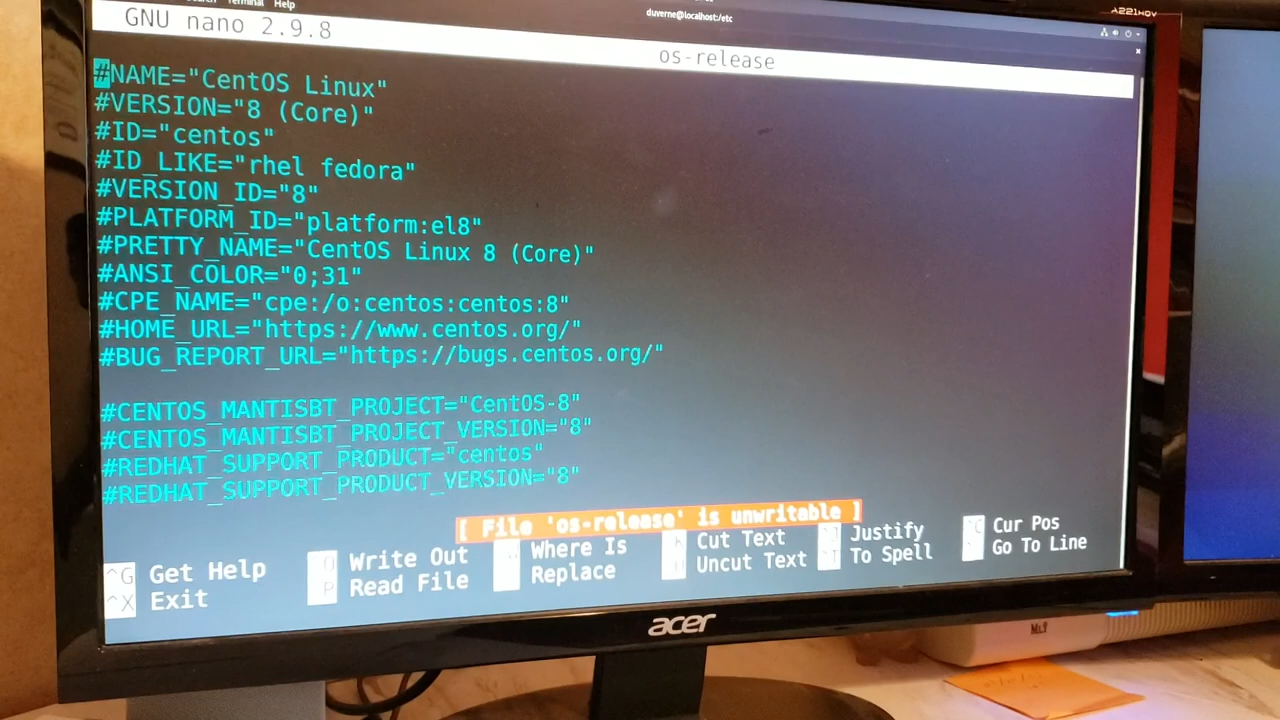 Terminal Help
duverne@localhost:/etc
A221HQV
GNU nano 2.9.8
os-release
#NAME="CentOS Linux"
#VERSION="8 (Core)"
#ID="centos"
#ID_LIKE="rhel fedora"
#VERSION_ID="8"
#PLATFORM_ID="platform:el8"
#PRETTY_NAME="CentOS Linux 8 (Core)"
#ANSI_COLOR="0;31"
#CPE_NAME="cpe:/o:centos:centos:8"
#HOME_URL="https://www.centos.org/"
#BUG_REPORT_URL="https://bugs.centos.org/"
#CENTOS_MANTISBT_PROJECT="CentOS-8"
#CENTOS_MANTISBT_PROJECT_VERSION="8"
#REDHAT_SUPPORT_PRODUCT="centos"
#REDHAT_SUPPORT_PRODUCT_VERSION="8"
[ File 'os-release' is unwritable ]
^G Get Help O Write Out W Where Is K Cut Text ^J Justify ^C Cur Pos
^X Exit R Read File Replace U Uncut Text ^T To Spell Go To Line
acer